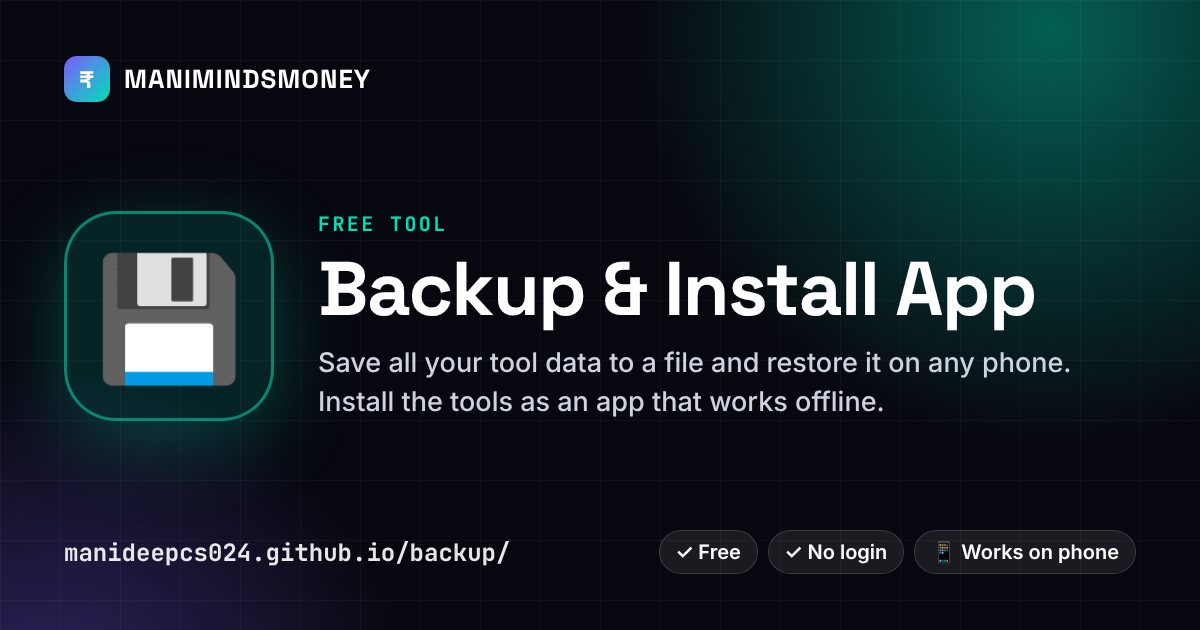 ₹ MANIMINDSMONEY
FREE TOOL
Backup & Install App
Save all your tool data to a file and restore it on any phone.
Install the tools as an app that works offline.
manideepcs024.github.io/backup/
✓ Free
✓ No login
📱 Works on phone